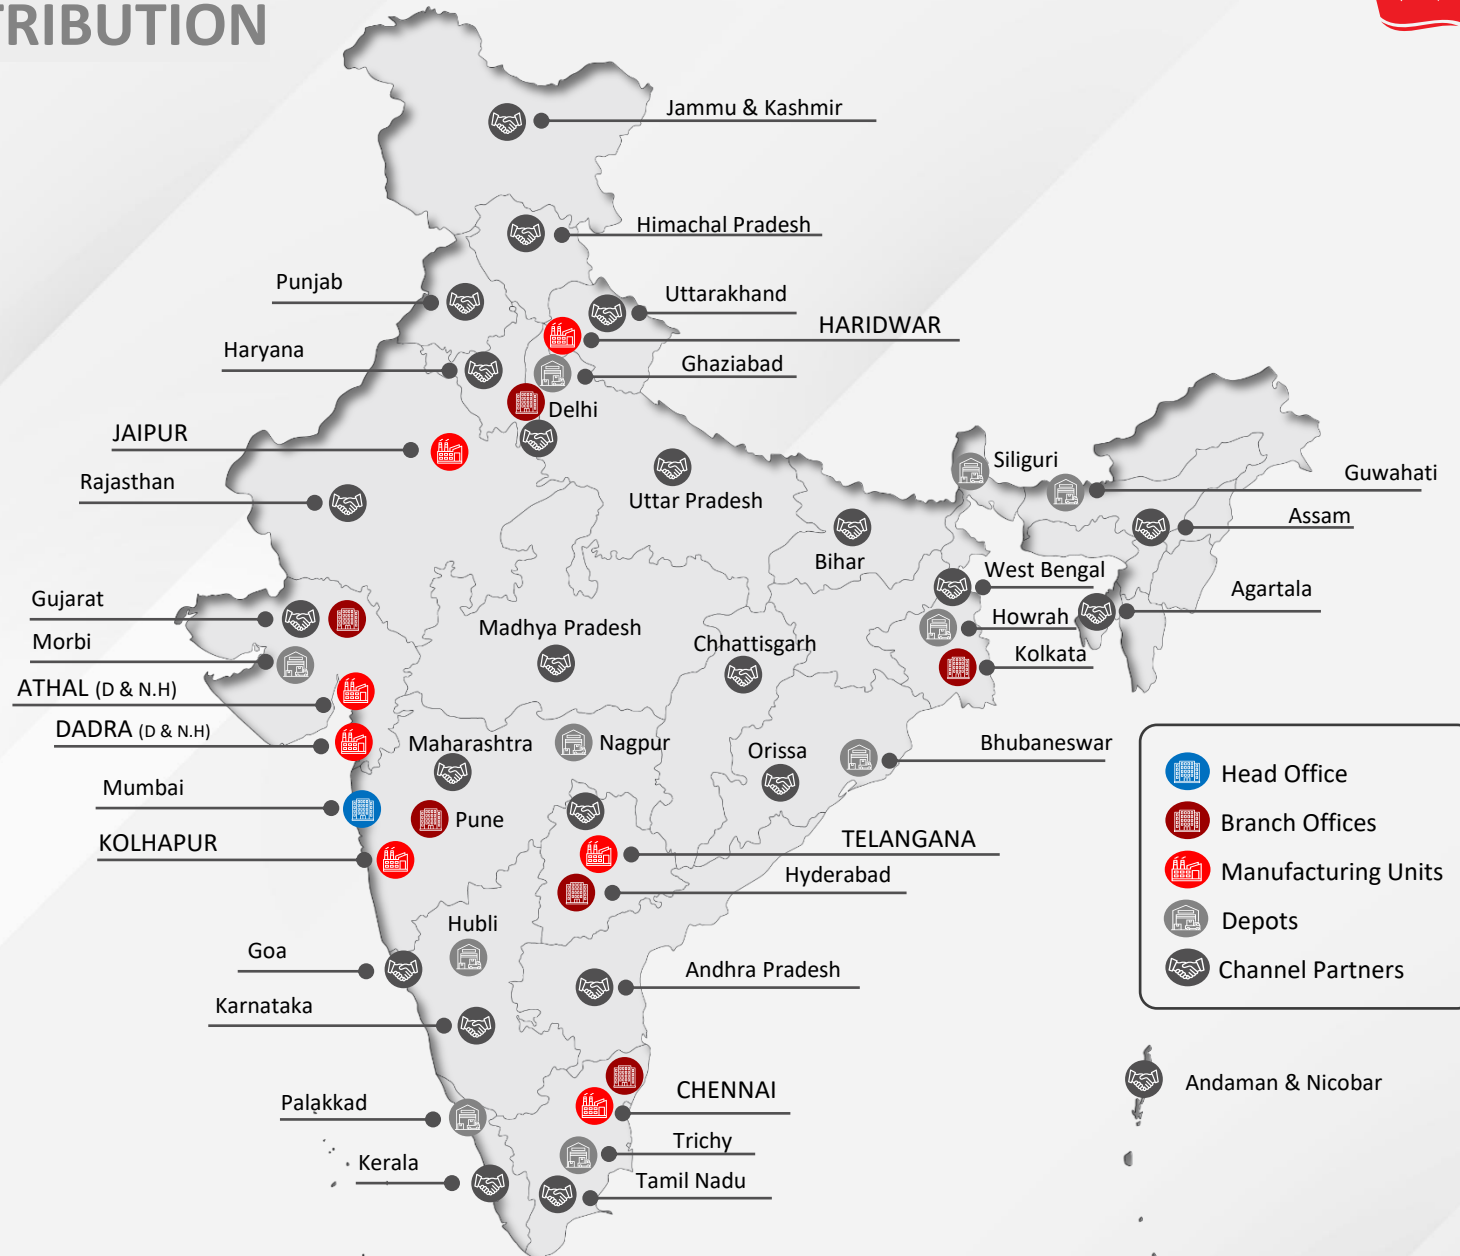 TRIBUTION
Jammu & Kashmir
Himachal Pradesh
Punjab
Uttarakhand
HARIDWAR
Haryana
Ghaziabad
Delhi
JAIPUR
Rajasthan
Uttar Pradesh
Siliguri
Guwahati
Assam
Bihar
West Bengal
Agartala
Gujarat
Howrah
Morbi
Madhya Pradesh
Chhattisgarh
Kolkata
ATHAL (D & N.H)
DADRA (D & N.H)
Maharashtra
Nagpur
Orissa
Bhubaneswar
Mumbai
Pune
KOLHAPUR
TELANGANA
Hyderabad
Hubli
Goa
Andhra Pradesh
Karnataka
CHENNAI
Palakkad
Trichy
Kerala
Tamil Nadu
Head Office
Branch Offices
Manufacturing Units
Depots
Channel Partners
Andaman & Nicobar